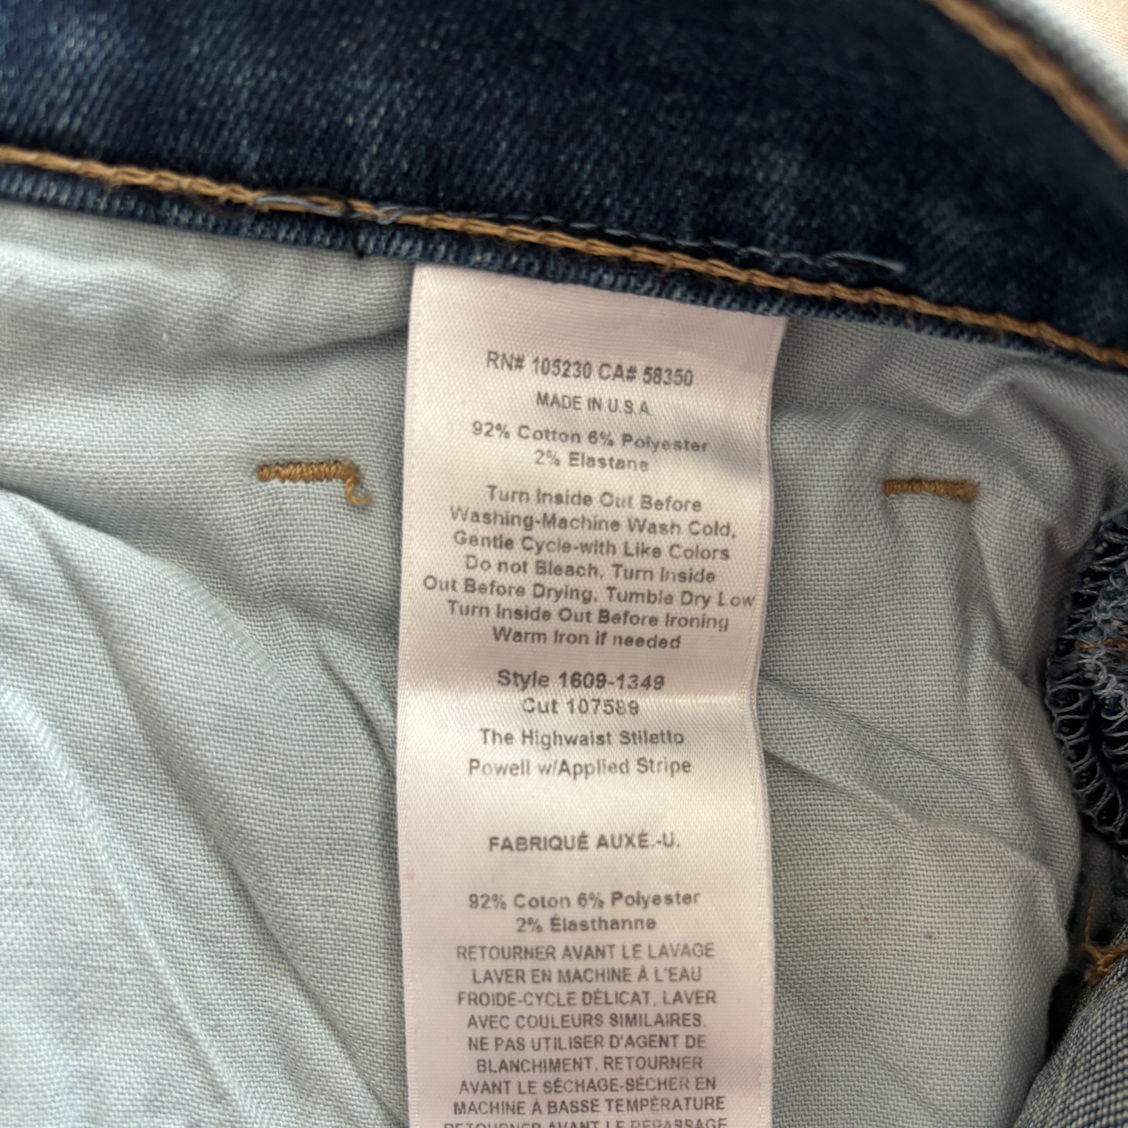 RN# 105230 CA# 58350
MADE IN U.S.A.
92% Cotton 6% Polyester
2% Elastane
Turn Inside Out Before
Washing-Machine Wash Cold,
Gentle Cycle-with Like Colors
Do not Bleach, Turn Inside
Out Before Drying, Tumble Dry Low
Turn Inside Out Before Ironing
Warm Iron if needed
Style 1609-1349
Cut 107589
The Highwaist Stiletto
Powell w/Applied Stripe
FABRIQUÉ AUXÉ.-U.
92% Coton 6% Polyester
2% Élasthanne
RETOURNER AVANT LE LAVAGE
LAVER EN MACHINE À L'EAU
FROIDE-CYCLE DÉLICAT, LAVER
AVEC COULEURS SIMILAIRES.
NE PAS UTILISER D'AGENT DE
BLANCHIMENT. RETOURNER
AVANT LE SÉCHAGE-SÉCHER EN
MACHINE À BASSE TEMPÉRATURE
RETOURNER AVANT LE REPASSAGE